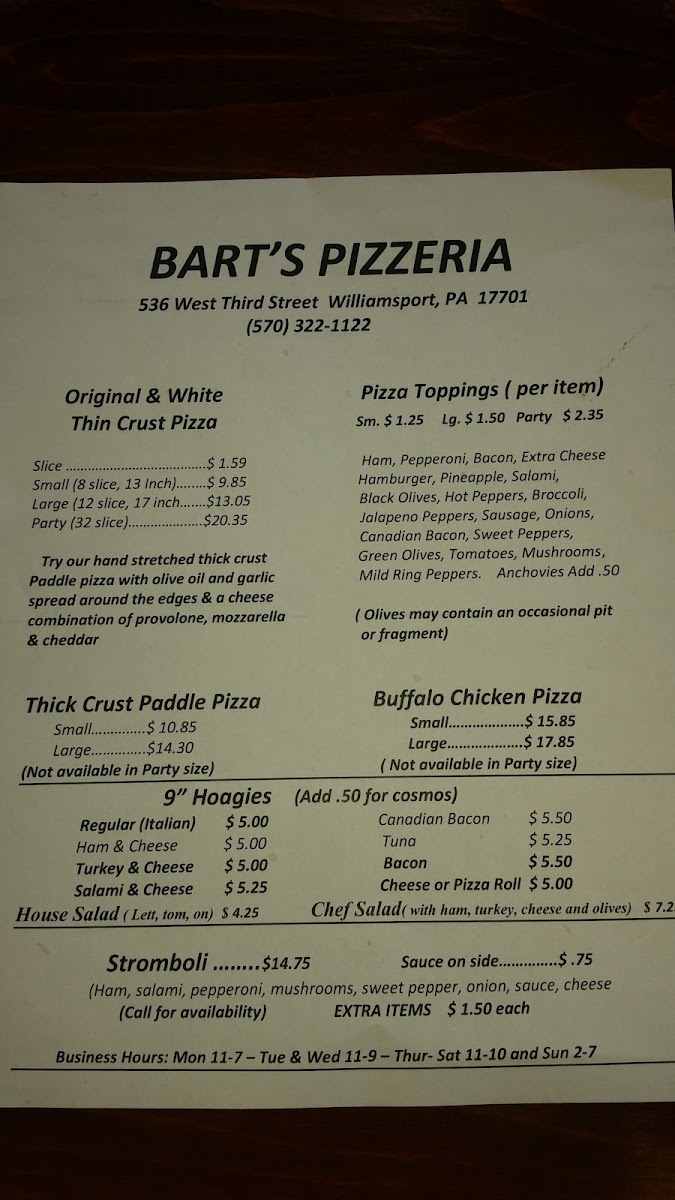 BART'S PIZZERIA
536 West Third Street Williamsport, PA 17701
(570) 322-1122
Original & White
Thin Crust Pizza
Slice .....................................$ 1.59
Small (8 slice, 13 Inch)........$ 9.85
Large (12 slice, 17 inch.......$13.05
Party (32 slice)....................$20.35
Try our hand stretched thick crust
Paddle pizza with olive oil and garlic
spread around the edges & a cheese
combination of provolone, mozzarella
& cheddar
Pizza Toppings ( per item)
Sm. $ 1.25 Lg. $ 1.50 Party $ 2.35
Ham, Pepperoni, Bacon, Extra Cheese
Hamburger, Pineapple, Salami,
Black Olives, Hot Peppers, Broccoli,
Jalapeno Peppers, Sausage, Onions,
Canadian Bacon, Sweet Peppers,
Green Olives, Tomatoes, Mushrooms,
Mild Ring Peppers. Anchovies Add .50
( Olives may contain an occasional pit
or fragment)
Thick Crust Paddle Pizza
Small..............$ 10.85
Large..............$14.30
(Not available in Party size)
Buffalo Chicken Pizza
Small....................$ 15.85
Large....................$ 17.85
( Not available in Party size)
9" Hoagies (Add .50 for cosmos)
Regular (Italian) $ 5.00
Ham & Cheese $ 5.00
Turkey & Cheese $ 5.00
Salami & Cheese $ 5.25
Canadian Bacon $ 5.50
Tuna $ 5.25
Bacon $ 5.50
Cheese or Pizza Roll $ 5.00
House Salad ( Lett, tom, on) $ 4.25 Chef Salad( with ham, turkey, cheese and olives) $ 7.2
Stromboli ........$14.75 Sauce on side..............$ .75
(Ham, salami, pepperoni, mushrooms, sweet pepper, onion, sauce, cheese
(Call for availability) EXTRA ITEMS $ 1.50 each
Business Hours: Mon 11-7 – Tue & Wed 11-9 – Thur- Sat 11-10 and Sun 2-7